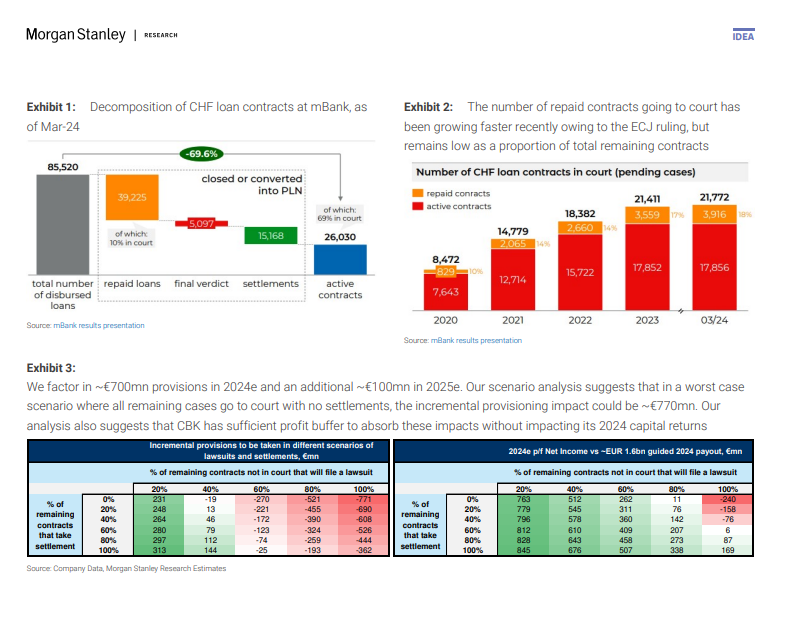 Morgan Stanley | RESEARCH
IDEA
Exhibit 1: Decomposition of CHF loan contracts at mBank, as
of Mar-24
-69.6%
85,520
closed or converted
into PLN
39,225
of which:
10% in court
5,097
15,168
of which:
69% in court
26,030
total number
of disbursed
loans
repaid loans
final verdict
settlements
active
contracts
Source: mBank results presentation
Exhibit 2: The number of repaid contracts going to court has
been growing faster recently owing to the ECJ ruling, but
remains low as a proportion of total remaining contracts
Number of CHF loan contracts in court (pending cases)
repaid conracts
active contracts
8,472
829 10%
7,643
14,779
2,065 14%
12,714
18,382
2,660 14%
15,722
21,411
3,559 17%
17,852
21,772
3,916 18%
17,856
2020 2021 2022 2023 03/24
Source: mBank results presentation
Exhibit 3:
We factor in ~€700mn provisions in 2024e and an additional ~€100mn in 2025e. Our scenario analysis suggests that in a worst case
scenario where all remaining cases go to court with no settlements, the incremental provisioning impact could be ~€770mn. Our
analysis also suggests that CBK has sufficient profit buffer to absorb these impacts without impacting its 2024 capital returns
Incremental provisions to be taken in different scenarios of
lawsuits and settlements, €mn
% of remaining contracts not in court that will file a lawsuit
20% 40% 60% 80% 100%
% of
remaining
contracts
that take
settlement
0% 231 -19 -270 -521 -771
20% 248 13 -221 -455 -690
40% 264 46 -172 -390 -608
60% 280 79 -123 -324 -526
80% 297 112 -74 -259 -444
100% 313 144 -25 -193 -362
2024e p/f Net Income vs ~EUR 1.6bn guided 2024 payout, €mn
% of remaining contracts not in court that will file a lawsuit
20% 40% 60% 80% 100%
% of
remaining
contracts
that take
settlement
0% 763 512 262 11 -240
20% 779 545 311 76 -158
40% 796 578 360 142 -76
60% 812 610 409 207 6
80% 828 643 458 273 87
100% 845 676 507 338 169
Source: Company Data, Morgan Stanley Research Estimates